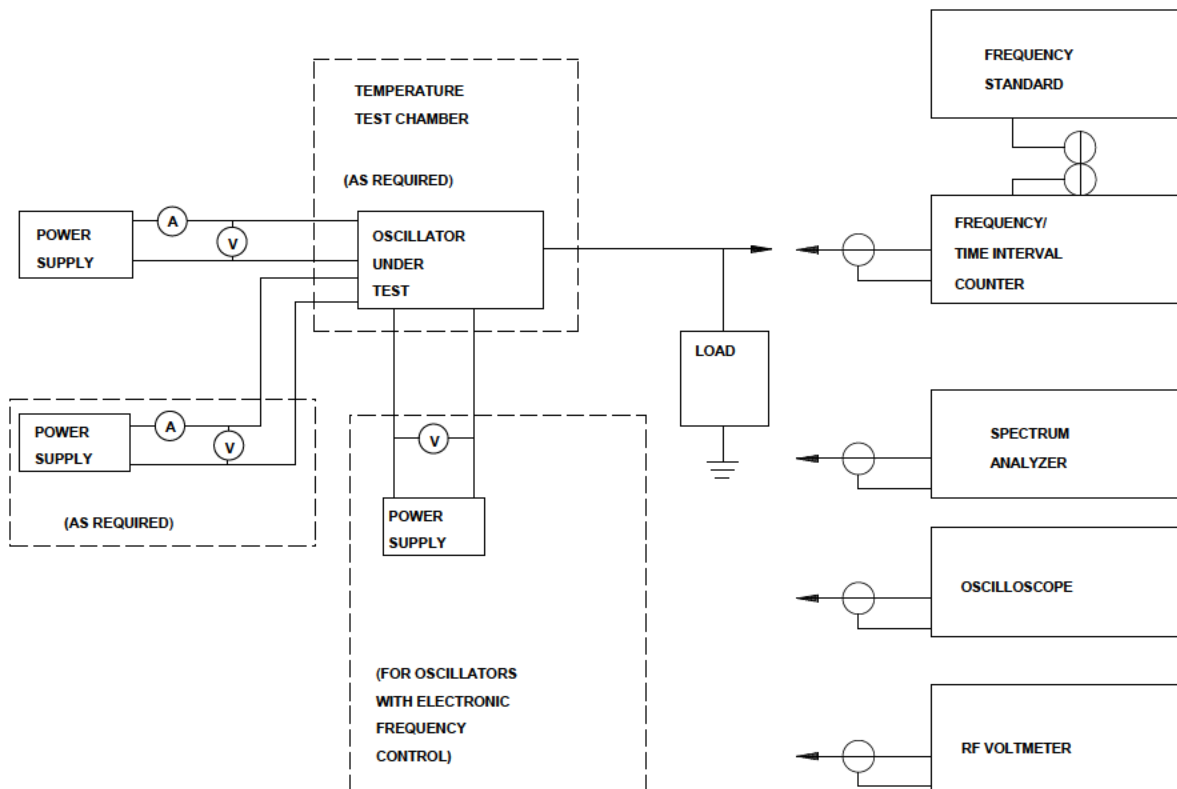 TEMPERATURE
TEST CHAMBER
(AS REQUIRED)
POWER
SUPPLY
A
V
OSCILLATOR
UNDER
TEST
POWER
SUPPLY
A
V
(AS REQUIRED)
V
POWER
SUPPLY
(FOR OSCILLATORS
WITH ELECTRONIC
FREQUENCY
CONTROL)
LOAD
FREQUENCY
STANDARD
FREQUENCY/
TIME INTERVAL
COUNTER
SPECTRUM
ANALYZER
OSCILLOSCOPE
RF VOLTMETER